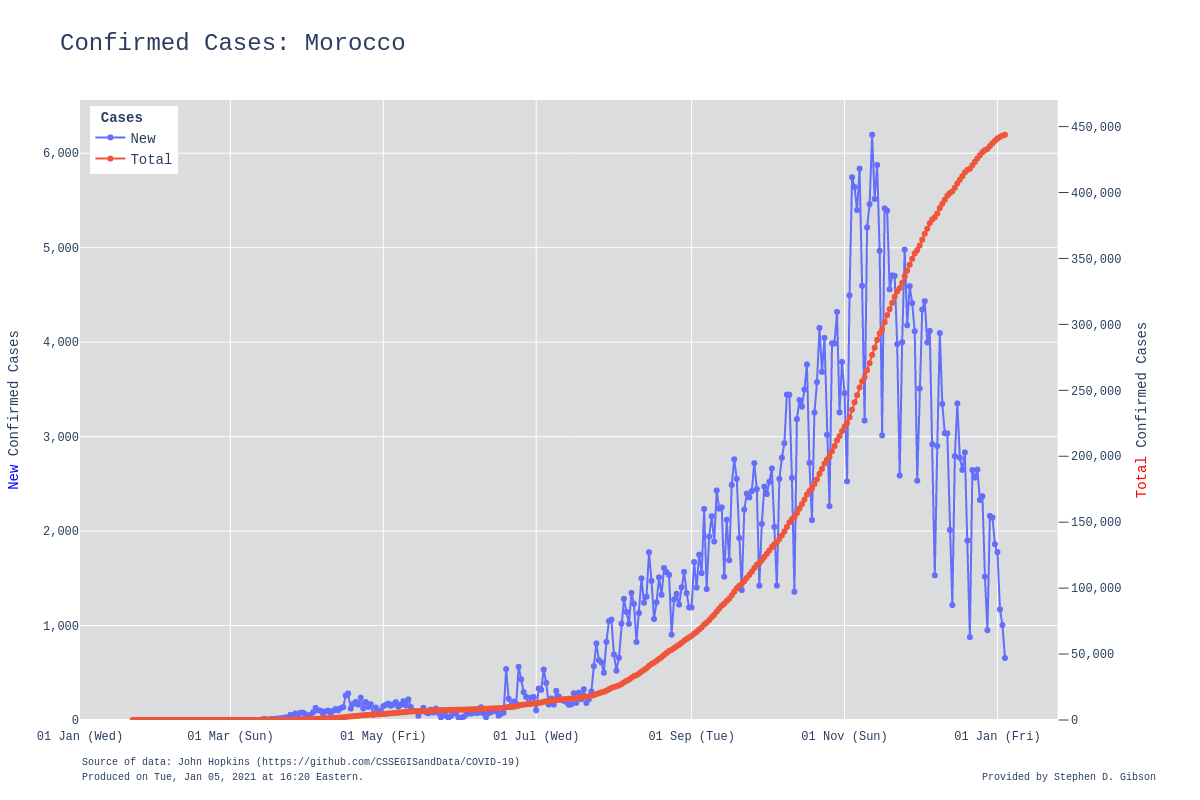 Confirmed Cases: Morocco
Cases
New
Total
6,000
5,000
4,000
3,000
2,000
1,000
0
New Confirmed Cases
450,000
400,000
350,000
300,000
250,000
200,000
150,000
100,000
50,000
0
Total Confirmed Cases
01 Jan (Wed)
01 Mar (Sun)
01 May (Fri)
01 Jul (Wed)
01 Sep (Tue)
01 Nov (Sun)
01 Jan (Fri)
Source of data: John Hopkins (https://github.com/CSSEGISandData/COVID-19)
Produced on Tue, Jan 05, 2021 at 16:20 Eastern.
Provided by Stephen D. Gibson